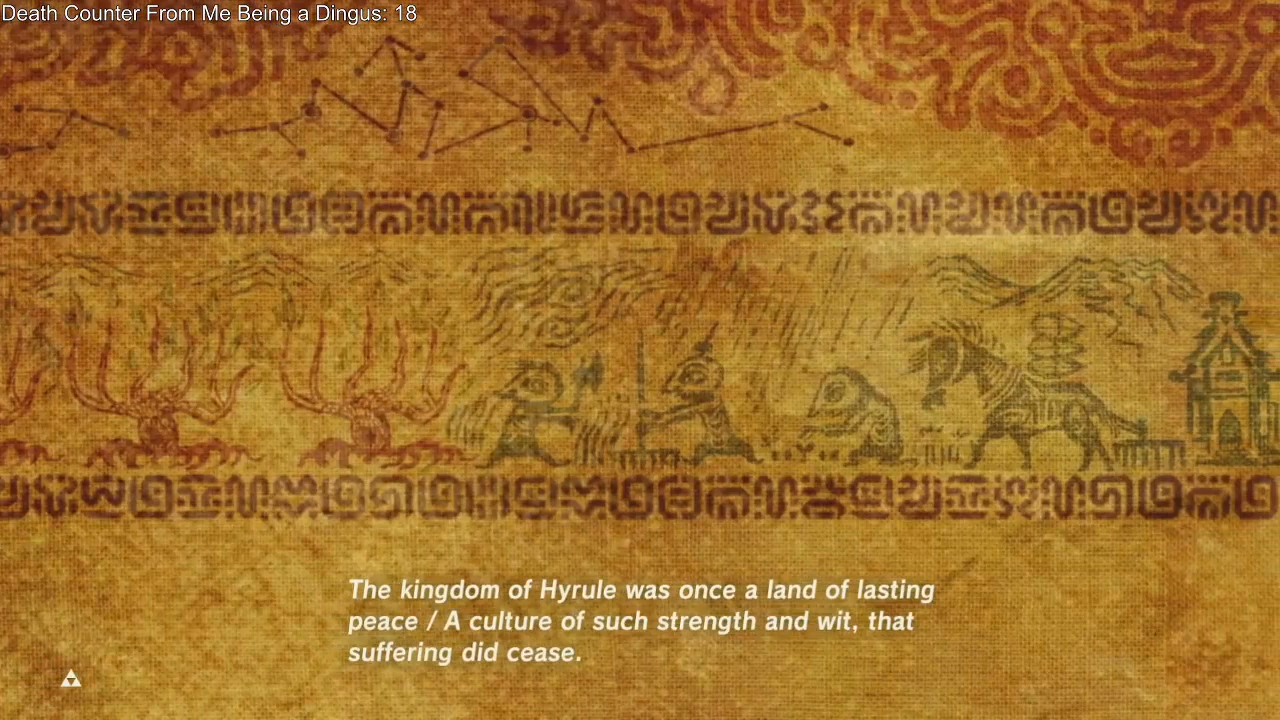 Death Counter From Me Being a Dingus: 18
The kingdom of Hyrule was once a land of lasting
peace / A culture of such strength and wit, that
suffering did cease.